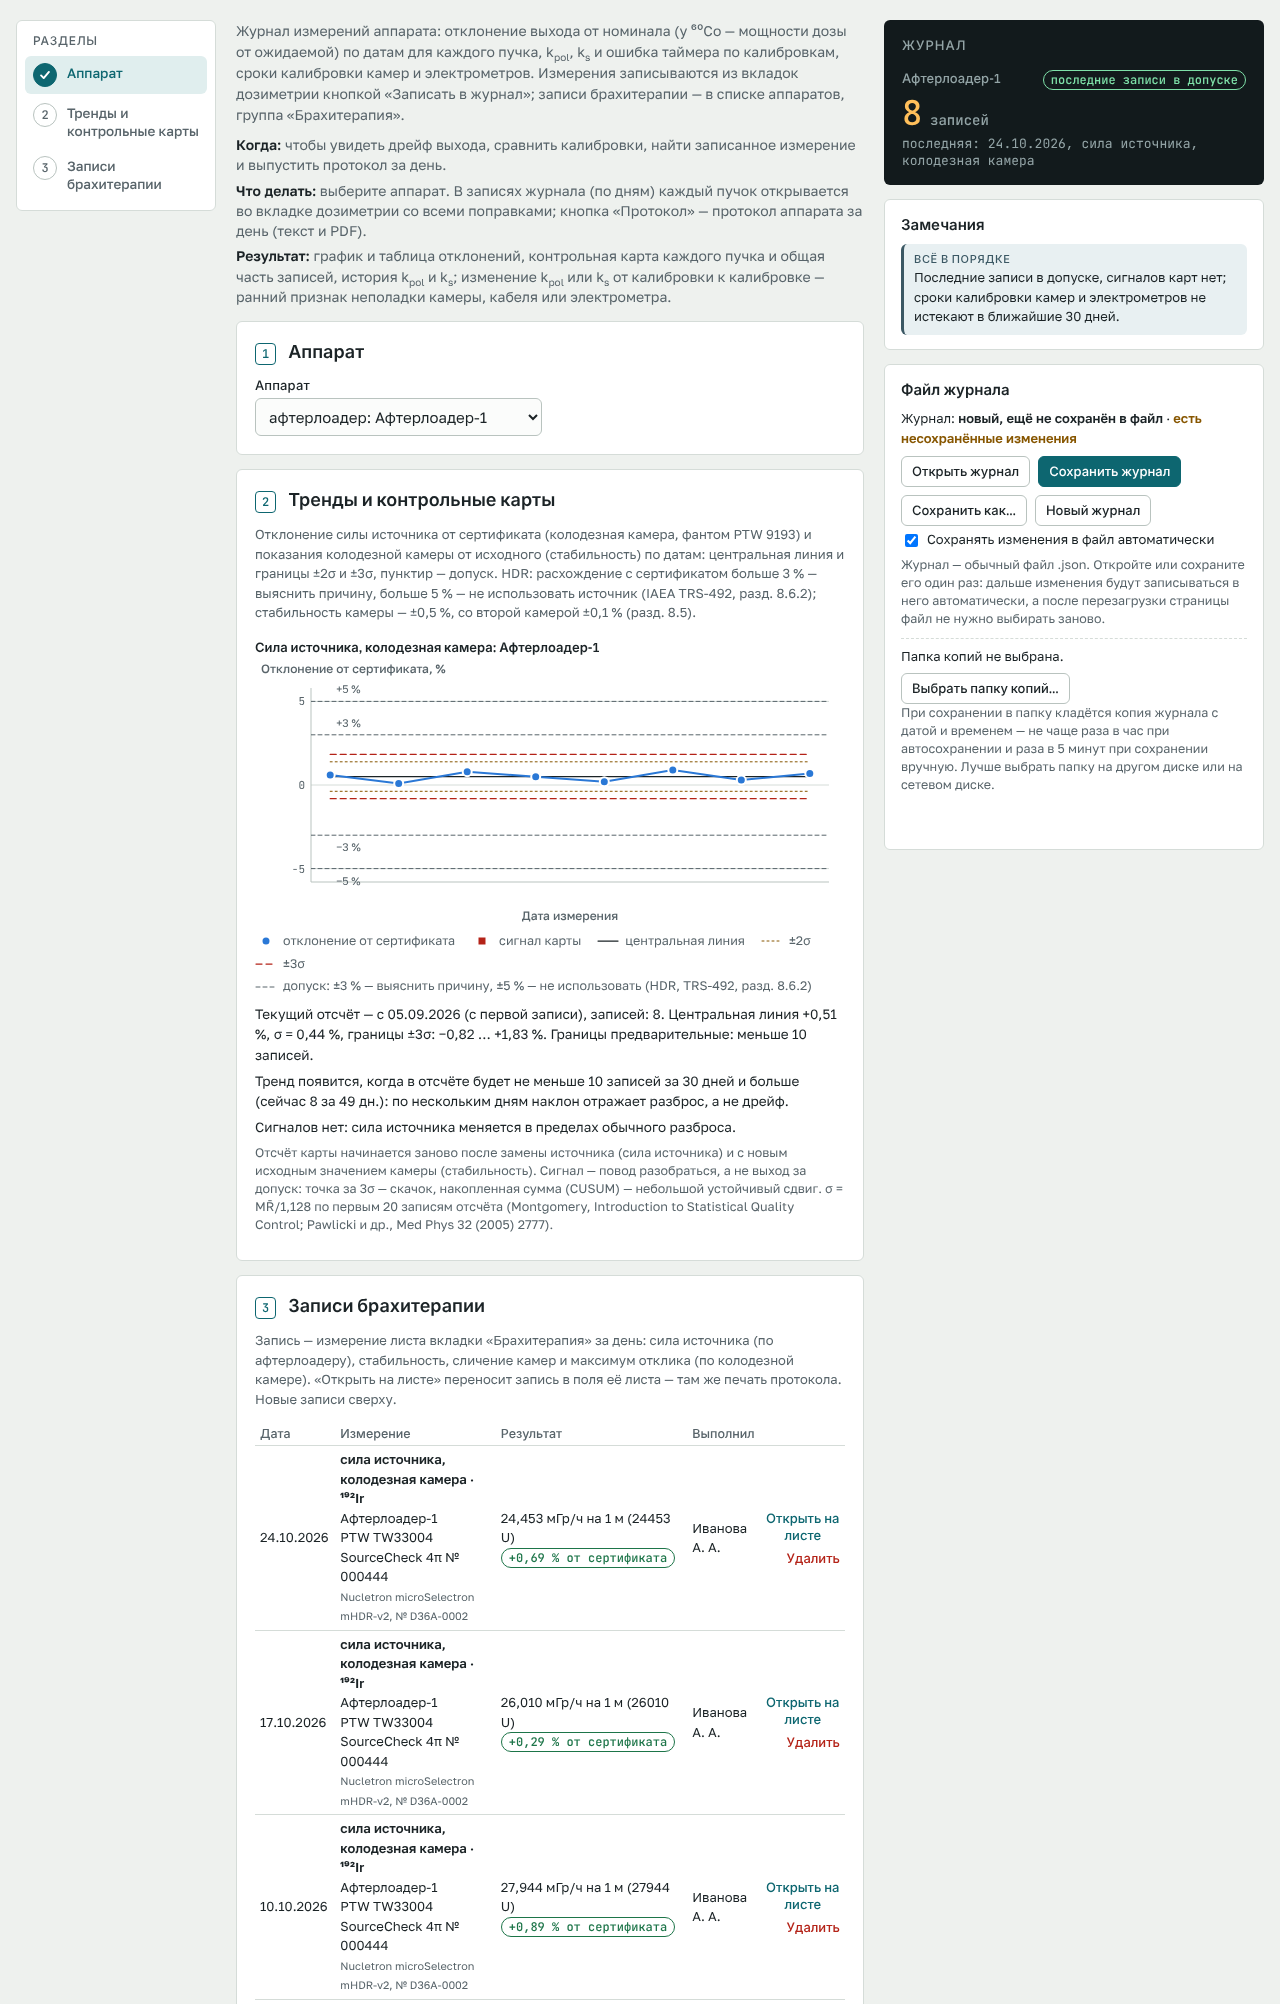 РАЗДЕЛЫ
Аппарат
2 Тренды и
контрольные карты
3 Записи
брахитерапии
Журнал измерений аппарата: отклонение выхода от номинала (у ⁶⁰Co — мощности дозы
от ожидаемой) по датам для каждого пучка, kpol, ks и ошибка таймера по калибровкам,
сроки калибровки камер и электрометров. Измерения записываются из вкладок
дозиметрии кнопкой «Записать в журнал»; записи брахитерапии — в списке аппаратов,
группа «Брахитерапия».
Когда: чтобы увидеть дрейф выхода, сравнить калибровки, найти записанное измерение
и выпустить протокол за день.
Что делать: выберите аппарат. В записях журнала (по дням) каждый пучок открывается
во вкладке дозиметрии со всеми поправками; кнопка «Протокол» — протокол аппарата за
день (текст и PDF).
Результат: график и таблица отклонений, контрольная карта каждого пучка и общая
часть записей, история kpol и ks; изменение kpol или ks от калибровки к калибровке —
ранний признак неполадки камеры, кабеля или электрометра.
1 Аппарат
Аппарат
афтерлоадер: Афтерлоадер-1
2 Тренды и контрольные карты
Отклонение силы источника от сертификата (колодезная камера, фантом PTW 9193) и
показания колодезной камеры от исходного (стабильность) по датам: центральная линия и
границы ±2σ и ±3σ, пунктир — допуск. HDR: расхождение с сертификатом больше 3 % —
выяснить причину, больше 5 % — не использовать источник (IAEA TRS-492, разд. 8.6.2);
стабильность камеры — ±0,5 %, со второй камерой ±0,1 % (разд. 8.5).
Сила источника, колодезная камера: Афтерлоадер-1
Отклонение от сертификата, %
+5 %
5
+3 %
0
−3 %
-5
−5 %
Дата измерения
отклонение от сертификата сигнал карты центральная линия ±2σ
±3σ
допуск: ±3 % — выяснить причину, ±5 % — не использовать (HDR, TRS-492, разд. 8.6.2)
Текущий отсчёт — с 05.09.2026 (с первой записи), записей: 8. Центральная линия +0,51
%, σ = 0,44 %, границы ±3σ: −0,82 … +1,83 %. Границы предварительные: меньше 10
записей.
Тренд появится, когда в отсчёте будет не меньше 10 записей за 30 дней и больше
(сейчас 8 за 49 дн.): по нескольким дням наклон отражает разброс, а не дрейф.
Сигналов нет: сила источника меняется в пределах обычного разброса.
Отсчёт карты начинается заново после замены источника (сила источника) и с новым
исходным значением камеры (стабильность). Сигнал — повод разобраться, а не выход за
допуск: точка за 3σ — скачок, накопленная сумма (CUSUM) — небольшой устойчивый сдвиг. σ =
MR̄/1,128 по первым 20 записям отсчёта (Montgomery, Introduction to Statistical Quality
Control; Pawlicki и др., Med Phys 32 (2005) 2777).
3 Записи брахитерапии
Запись — измерение листа вкладки «Брахитерапия» за день: сила источника (по
афтерлоадеру), стабильность, сличение камер и максимум отклика (по колодезной
камере). «Открыть на листе» переносит запись в поля её листа — там же печать протокола.
Новые записи сверху.
Дата Измерение Результат Выполнил
24.10.2026
сила источника,
колодезная камера ·
¹⁹²Ir
Афтерлоадер-1
PTW TW33004
SourceCheck 4π №
000444
Nucletron microSelectron
mHDR-v2, № D36A-0002
24,453 мГр/ч на 1 м (24453
U)
+0,69 % от сертификата
Иванова
А. А.
Открыть на
листе
Удалить
17.10.2026
сила источника,
колодезная камера ·
¹⁹²Ir
Афтерлоадер-1
PTW TW33004
SourceCheck 4π №
000444
Nucletron microSelectron
mHDR-v2, № D36A-0002
26,010 мГр/ч на 1 м (26010
U)
+0,29 % от сертификата
Иванова
А. А.
Открыть на
листе
Удалить
10.10.2026
сила источника,
колодезная камера ·
¹⁹²Ir
Афтерлоадер-1
PTW TW33004
SourceCheck 4π №
000444
Nucletron microSelectron
mHDR-v2, № D36A-0002
27,944 мГр/ч на 1 м (27944
U)
+0,89 % от сертификата
Иванова
А. А.
Открыть на
листе
Удалить
ЖУРНАЛ
Афтерлоадер-1 последние записи в допуске
8 записей
последняя: 24.10.2026, сила источника,
колодезная камера
Замечания
ВСЁ В ПОРЯДКЕ
Последние записи в допуске, сигналов карт нет;
сроки калибровки камер и электрометров не
истекают в ближайшие 30 дней.
Файл журнала
Журнал: новый, ещё не сохранён в файл · есть
несохранённые изменения
Открыть журнал Сохранить журнал
Сохранить как… Новый журнал
Сохранять изменения в файл автоматически
Журнал — обычный файл .json. Откройте или сохраните
его один раз: дальше изменения будут записываться в
него автоматически, а после перезагрузки страницы
файл не нужно выбирать заново.
Папка копий не выбрана.
Выбрать папку копий…
При сохранении в папку кладётся копия журнала с
датой и временем — не чаще раза в час при
автосохранении и раза в 5 минут при сохранении
вручную. Лучше выбрать папку на другом диске или на
сетевом диске.